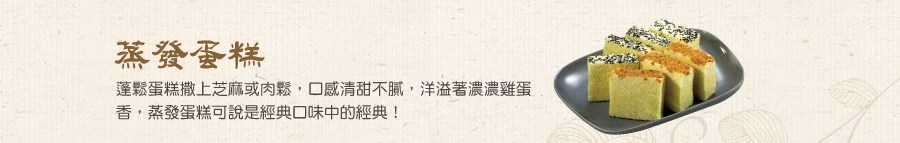 蒸發蛋糕
蓬鬆蛋糕撒上芝麻或肉鬆，口感清甜不膩，洋溢著濃濃雞蛋
香，蒸發蛋糕可說是經典口味中的經典！